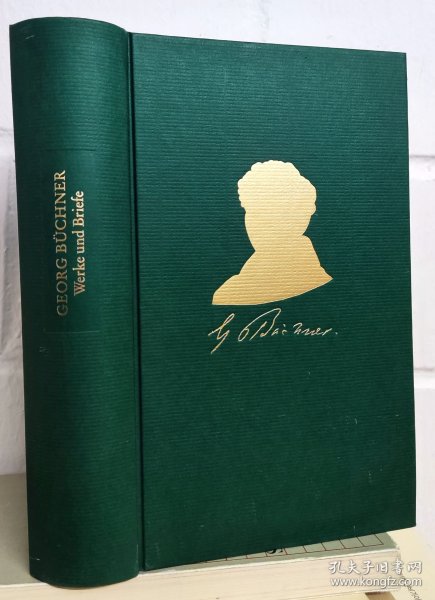 GEORG BÜCHNER
Werke und Briefe
G Büchner.
孔夫子旧书网
www.kongfz.com